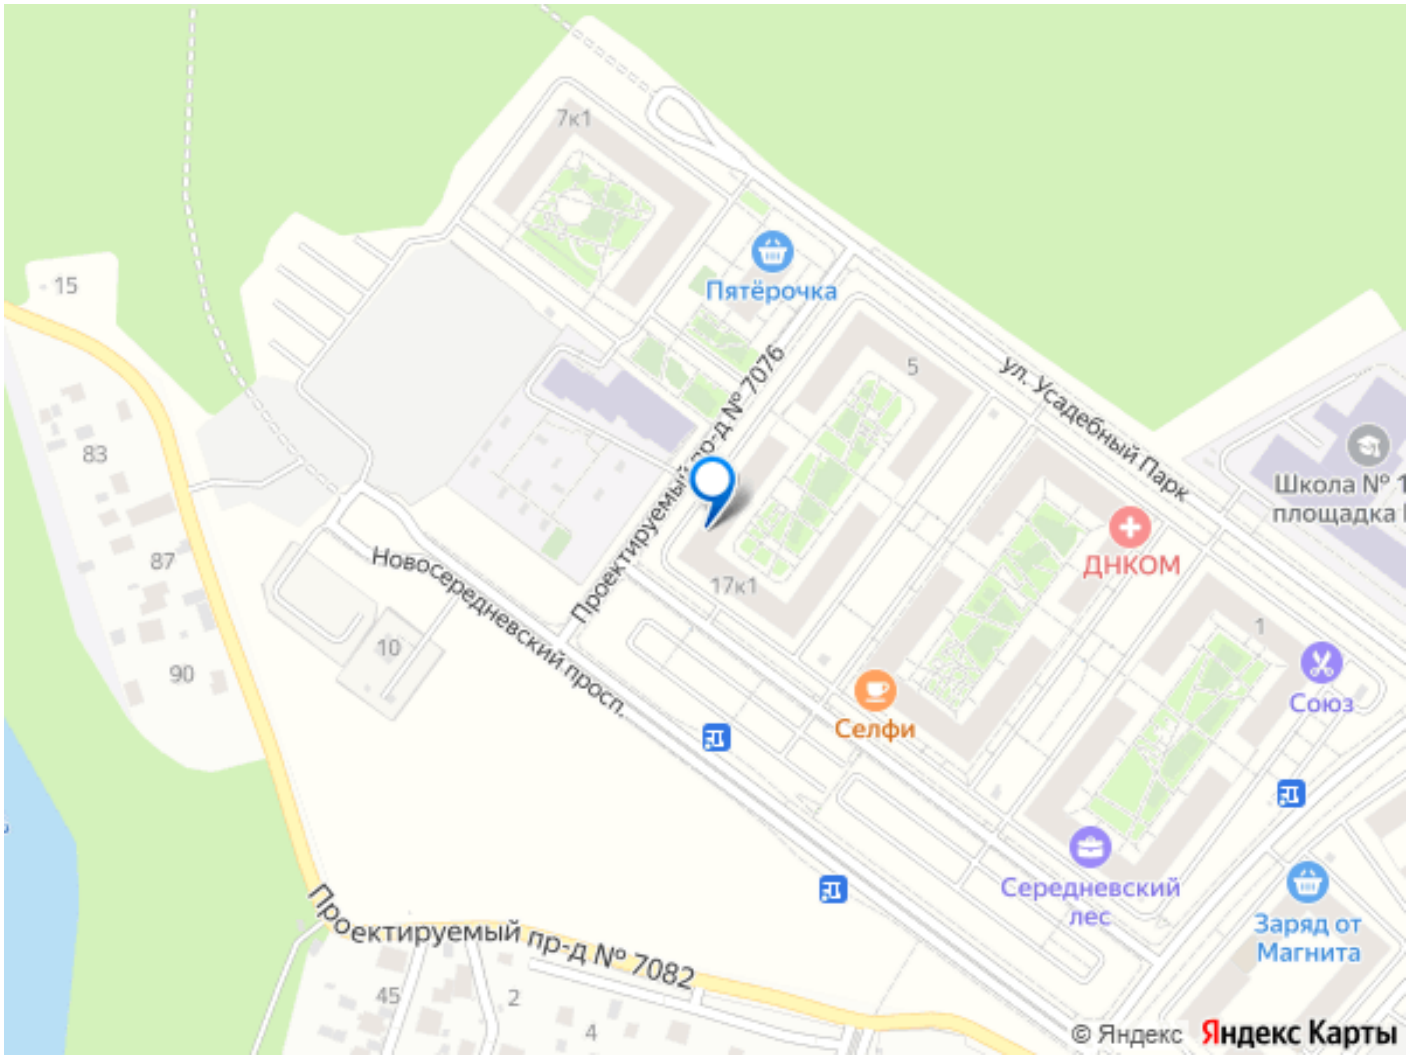 7к1
15
Пятёрочка
5
ул. Усадебный Парк
Проектируемый пр-д № 7076
83
Школа № 1
площадка
ДНКОМ
87
Новосередневский просп.
17к1
10
1
90
Союз
Селфи
Середневский
лес
Заряд от
Магнита
Проектируемый пр-д № 7082
45
2
4
© Яндекс Яндекс Карты